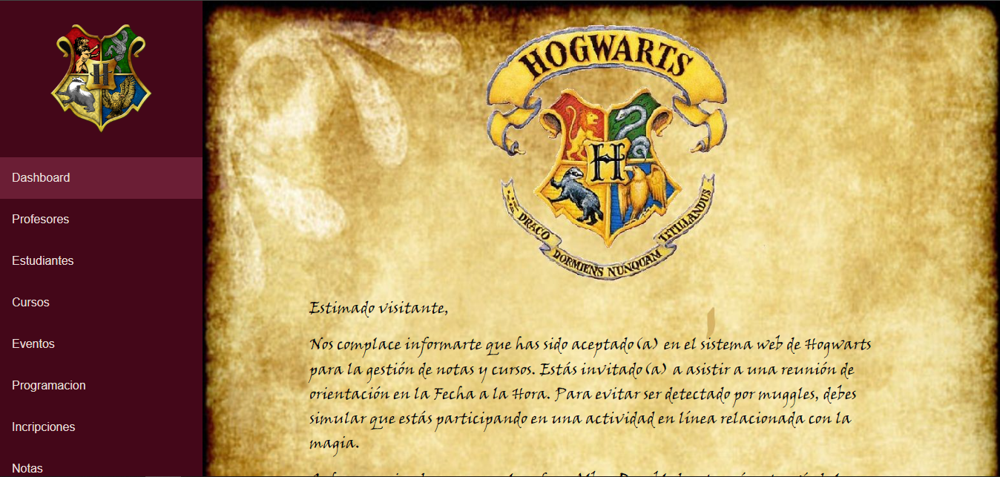 HOGWARTS
H
H
DRACO DORMIENS NUNQUAM TITILLANDUS
Dashboard
Profesores
Estudiantes
Cursos
Eventos
Programacion
Incripciones
Notas
Estimado visitante,
Nos complace informarte que has sido aceptado(a) en el sistema web de Hogwarts
para la gestión de notas y cursos. Estás invitado(a) a asistir a una reunión de
orientación en la Fecha a la Hora. Para evitar ser detectado por muggles, debes
simular que estás participando en una actividad en línea relacionada con la
magia.